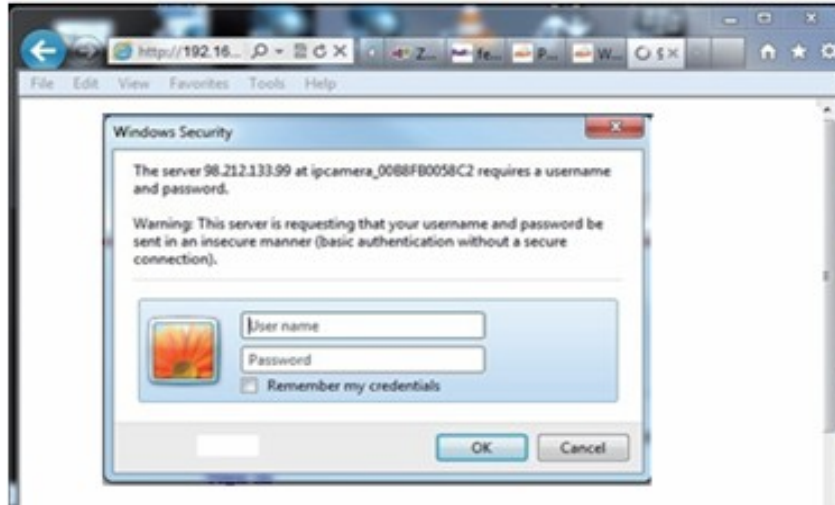 http://192.16...
Z...
fe...
P...
W...
File Edit View Favorites Tools Help
Windows Security
The server 98.212.133.99 at ipcamera_00B8FB0058C2 requires a username
and password.
Warning: This server is requesting that your username and password be
sent in an insecure manner (basic authentication without a secure
connection).
User name
Password
Remember my credentials
OK
Cancel